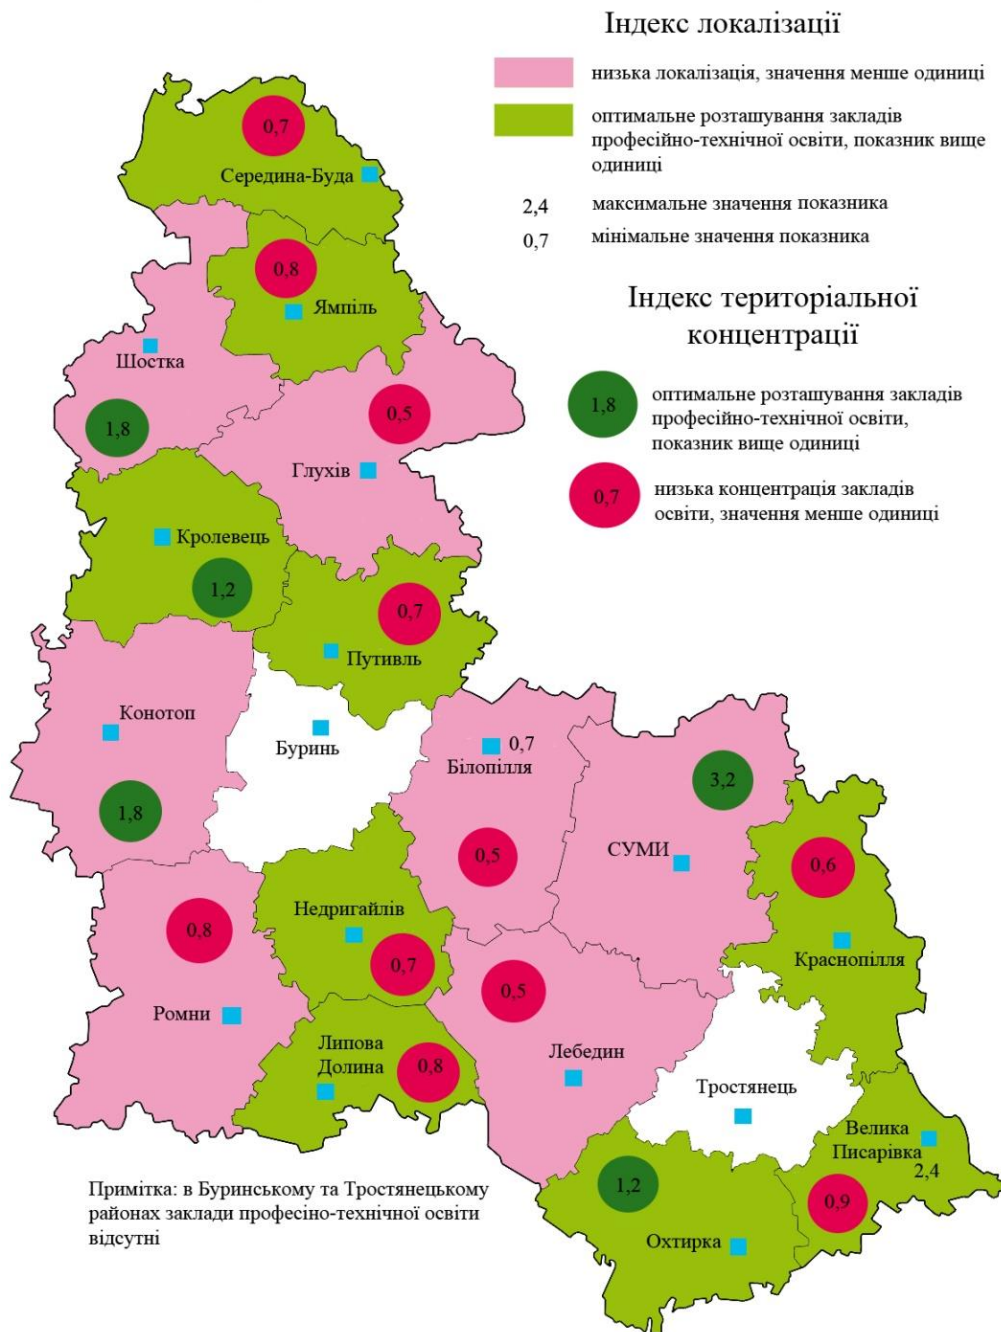 Індекс локалізації
низька локалізація, значення менше одиниці
оптимальне розташування закладів
професійно-технічної освіти, показник вище
одиниці
2,4 максимальне значення показника
0,7 мінімальне значення показника
Індекс територіальної
концентрації
1,8
оптимальне розташування закладів
професійно-технічної освіти,
показник вище одиниці
0,7
низька концентрація закладів
освіти, значення менше одиниці
0,7
Середина-Буда
0,8
Ямпіль
Шостка
1,8
0,5
Глухів
Кролевець
1,2
0,7
Путивль
Конотоп
1,8
Буринь
0,7
Білопілля
0,5
3,2
СУМИ
0,6
Краснопілля
0,8
Ромни
Недригайлів
0,7
Липова
Долина
0,8
0,5
Лебедин
Тростянець
Велика
Писарівка
2,4
0,9
1,2
Охтирка
Примітка: в Буринському та Тростянецькому
районах заклади професіно-технічної освіти
відсутні